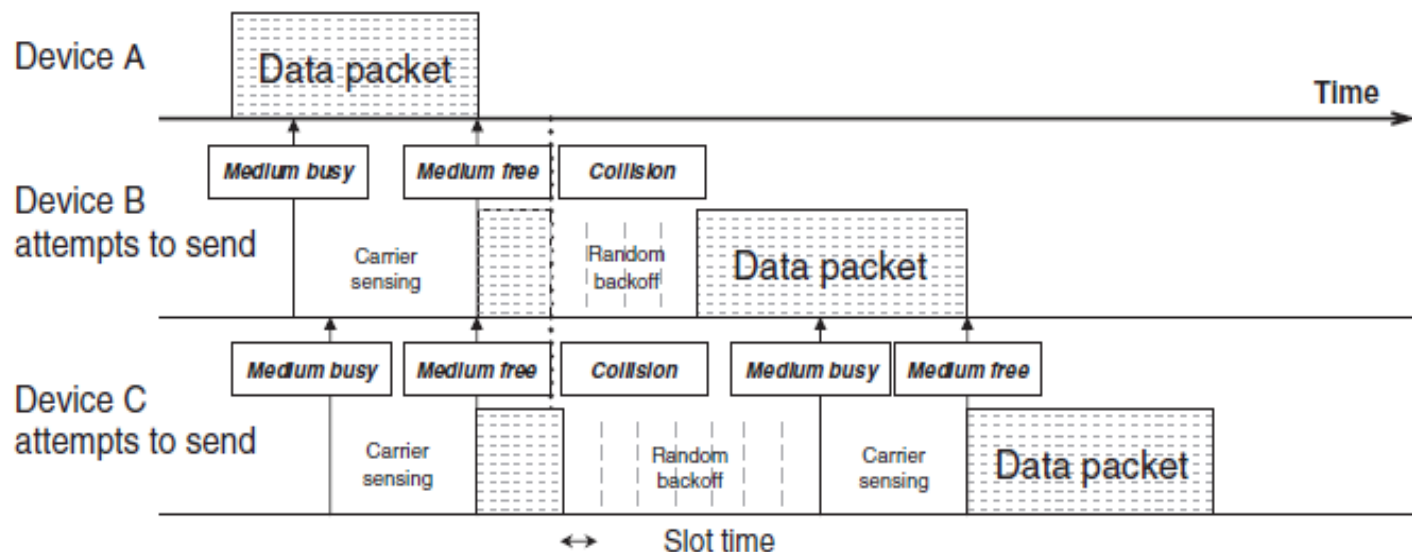 Device A
Data packet
Time
Medium busy
Medium free
Collision
Device B
attempts to send
Carrier
sensing
Random
backoff
Data packet
Medium busy
Medium free
Collision
Medium busy
Medium free
Device C
attempts to send
Carrier
sensing
Random
backoff
Carrier
sensing
Data packet
Slot time